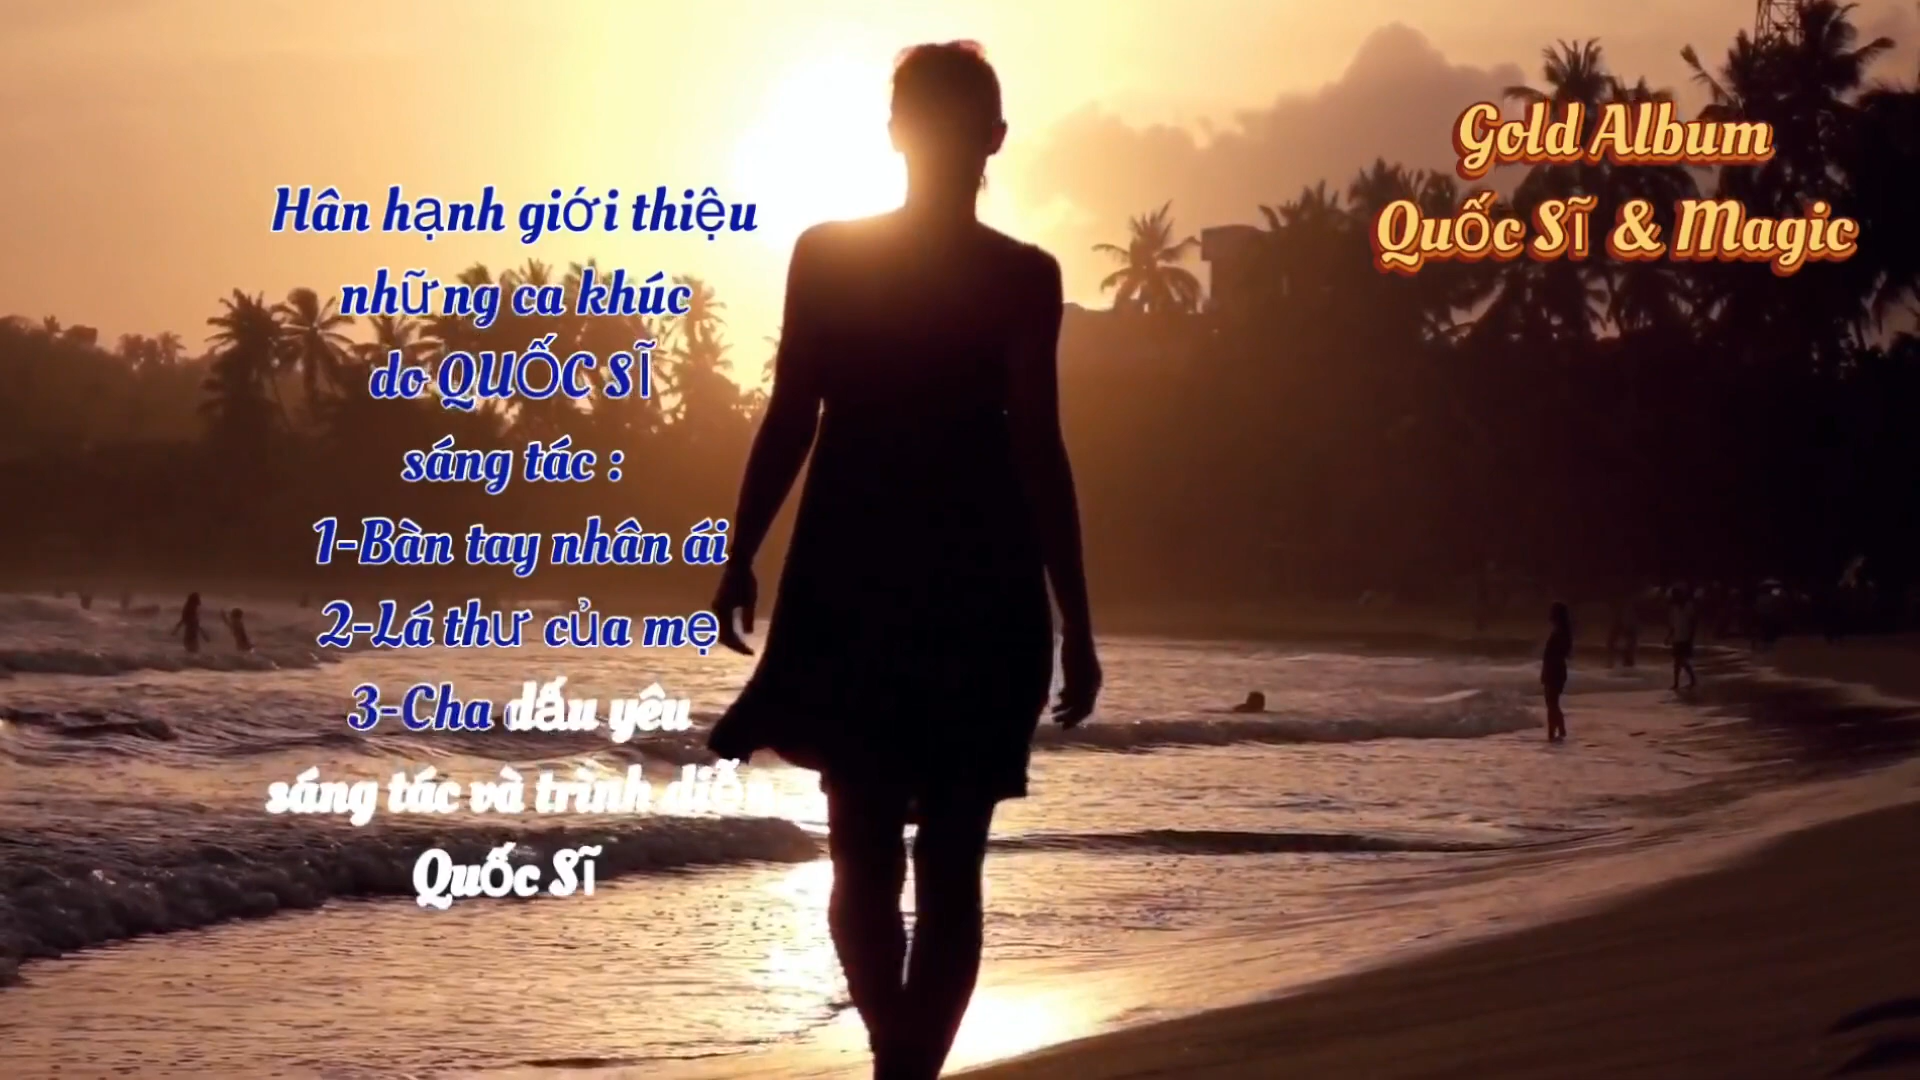 Hân hạnh giới thiệu
những ca khúc
do QUỐC SĨ
sáng tác :
1-Bàn tay nhân ái
2-Lá thư của mẹ
3-Cha dấu yêu
sáng tác và trình diễn
Quốc Sĩ
Gold Album
Quốc Sĩ & Magic